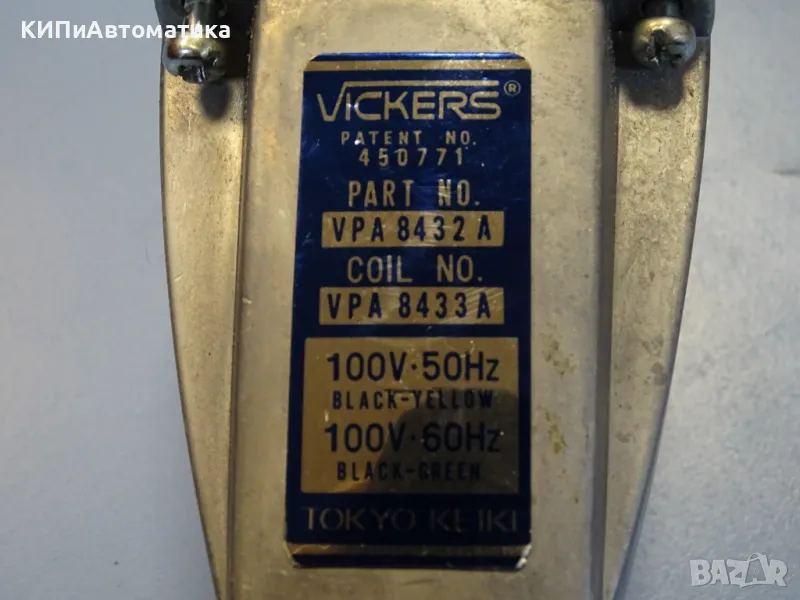 КИПиАвтоматика
VICKERS®
PATENT NO.
450771
PART NO.
VPA 8432 A
COIL NO.
VPA 8433 A
100V·50Hz
BLACK-YELLOW
100V·60Hz
BLACK-GREEN
TOKYO KEIKI
BAZAR